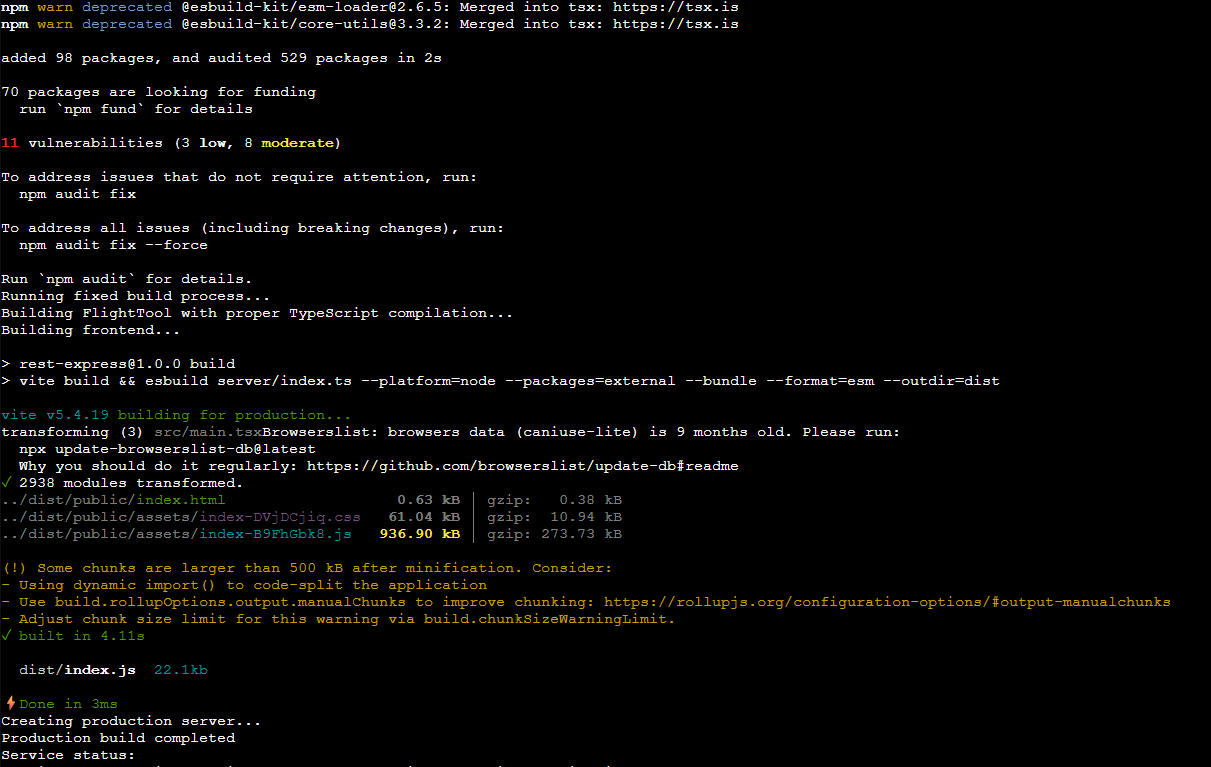 npm warn deprecated @esbuild-kit/esm-loader@2.6.5: Merged into tsx: https://tsx.is
npm warn deprecated @esbuild-kit/core-utils@3.3.2: Merged into tsx: https://tsx.is
added 98 packages, and audited 529 packages in 2s
70 packages are looking for funding
run `npm fund` for details
11 vulnerabilities (3 low, 8 moderate)
To address issues that do not require attention, run:
npm audit fix
To address all issues (including breaking changes), run:
npm audit fix --force
Run `npm audit` for details.
Running fixed build process...
Building FlightTool with proper TypeScript compilation...
Building frontend...
> rest-express@1.0.0 build
> vite build && esbuild server/index.ts --platform=node --packages=external --bundle --format=esm --outdir=dist
vite v5.4.19 building for production...
transforming (3) src/main.tsxBrowserslist: browsers data (caniuse-lite) is 9 months old. Please run:
npx update-browserslist-db@latest
Why you should do it regularly: https://github.com/browserslist/update-db#readme
✓ 2938 modules transformed.
../dist/public/index.html 0.63 kB │ gzip: 0.38 kB
../dist/public/assets/index-DVjDCjiq.css 61.04 kB │ gzip: 10.94 kB
../dist/public/assets/index-B9FhGbk8.js 936.90 kB │ gzip: 273.73 kB
(!) Some chunks are larger than 500 kB after minification. Consider:
- Using dynamic import() to code-split the application
- Use build.rollupOptions.output.manualChunks to improve chunking: https://rollupjs.org/configuration-options/#output-manualchunks
- Adjust chunk size limit for this warning via build.chunkSizeWarningLimit.
✓ built in 4.11s
dist/index.js 22.1kb
⚡Done in 3ms
Creating production server...
Production build completed
Service status: